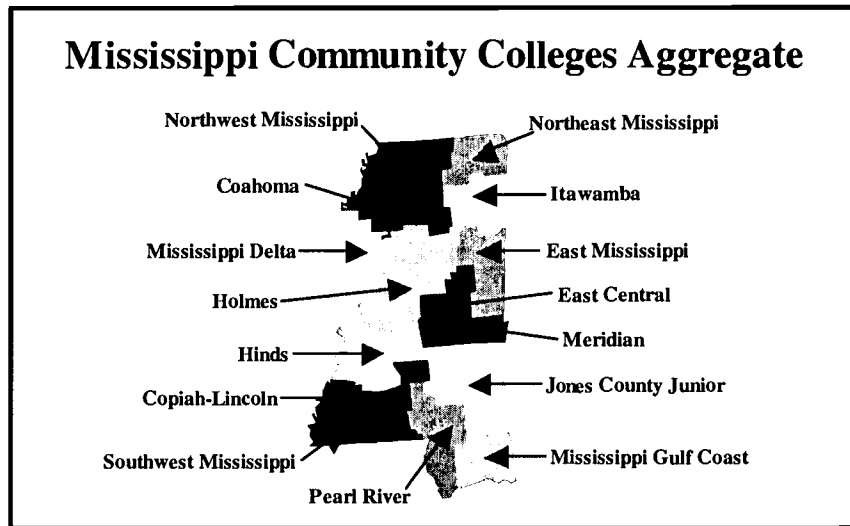 Mississippi Community Colleges Aggregate
Northwest Mississippi
Northeast Mississippi
Coahoma
Itawamba
Mississippi Delta
East Mississippi
Holmes
East Central
Hinds
Meridian
Copiah-Lincoln
Jones County Junior
Southwest Mississippi
Mississippi Gulf Coast
Pearl River